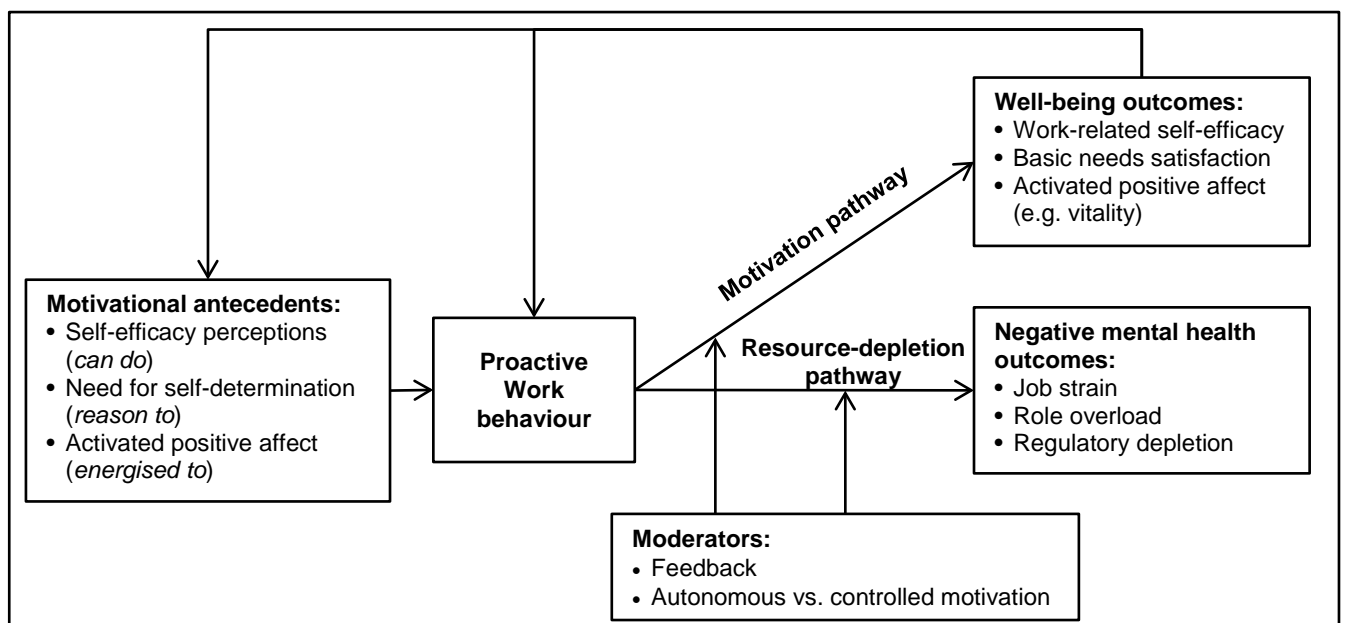 Motivational antecedents:
• Self-efficacy perceptions
(can do)
• Need for self-determination
(reason to)
• Activated positive affect
(energised to)
Proactive
Work
behaviour
Motivation pathway
Resource-depletion
pathway
Well-being outcomes:
• Work-related self-efficacy
• Basic needs satisfaction
• Activated positive affect
(e.g. vitality)
Negative mental health
outcomes:
• Job strain
• Role overload
• Regulatory depletion
Moderators:
• Feedback
• Autonomous vs. controlled motivation